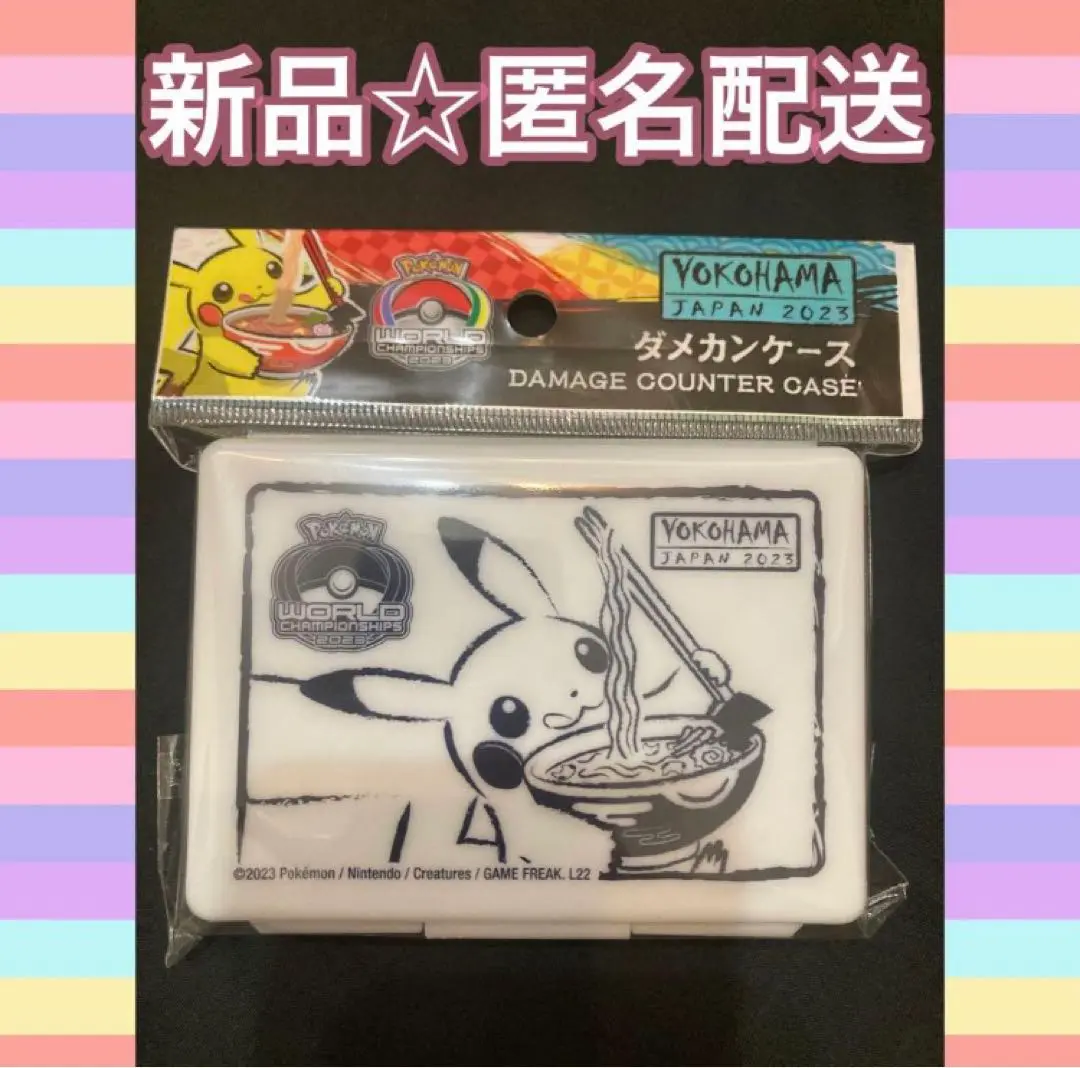 新品☆匿名配送
Pokémon
WORLD
CHAMPIONSHIPS
2023
YOKOHAMA
JAPAN 2023
ダメカンケース
DAMAGE COUNTER CASE
Pokémon
WORLD
CHAMPIONSHIPS
2023
YOKOHAMA
JAPAN 2023
©2023 Pokémon / Nintendo / Creatures / GAME FREAK. L22